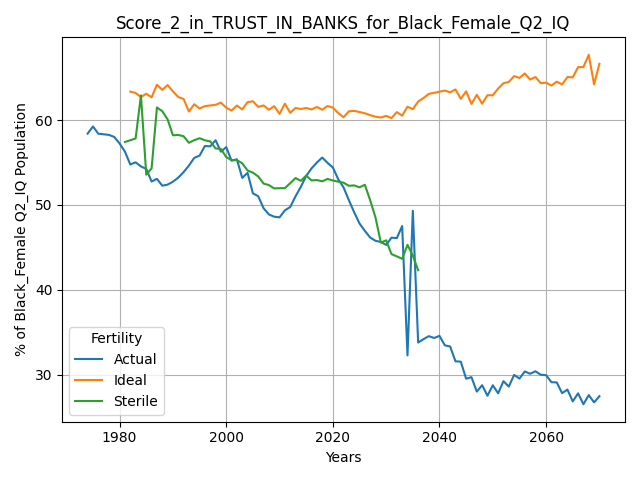 Score_2_in_TRUST_IN_BANKS_for_Black_Female_Q2_IQ
% of Black_Female Q2_IQ Population
60
50
40
30
Fertility
Actual
Ideal
Sterile
1980 2000 2020 2040 2060
Years